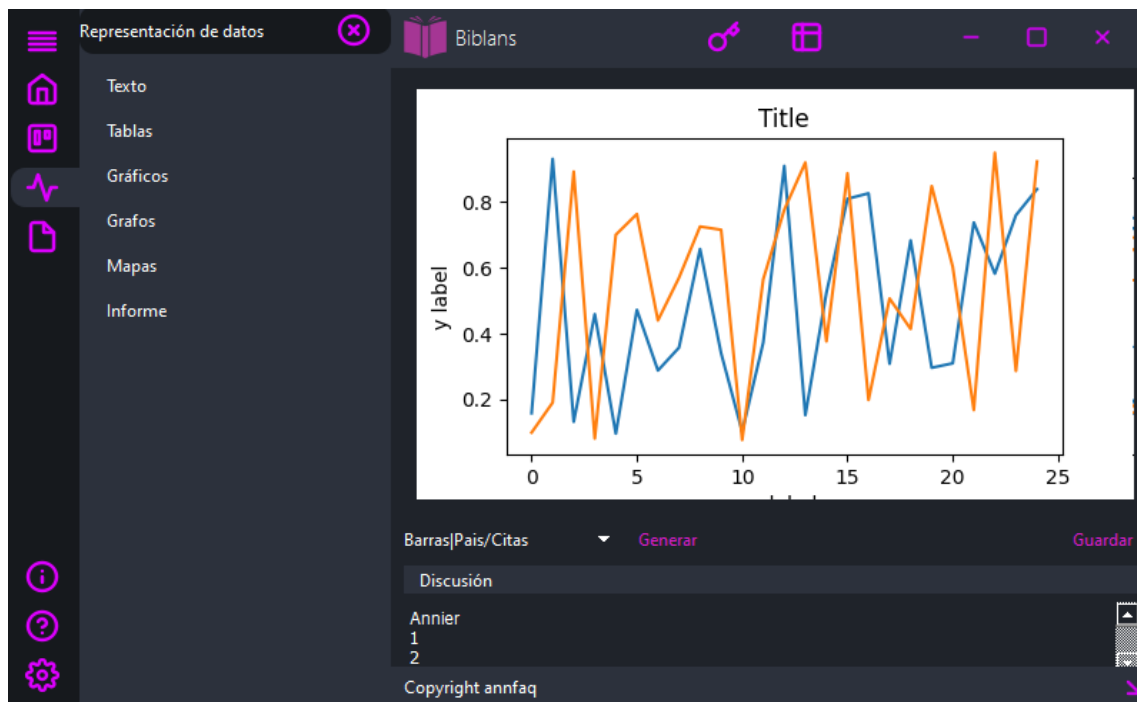 Representación de datos
Biblans
Texto
Tablas
Gráficos
Grafos
Mapas
Informe
Title
y label
0.8
0.6
0.4
0.2
0 5 10 15 20 25
Barras|Pais/Citas
Generar
Guardar
Discusión
Annier
1
2
Copyright annfaq